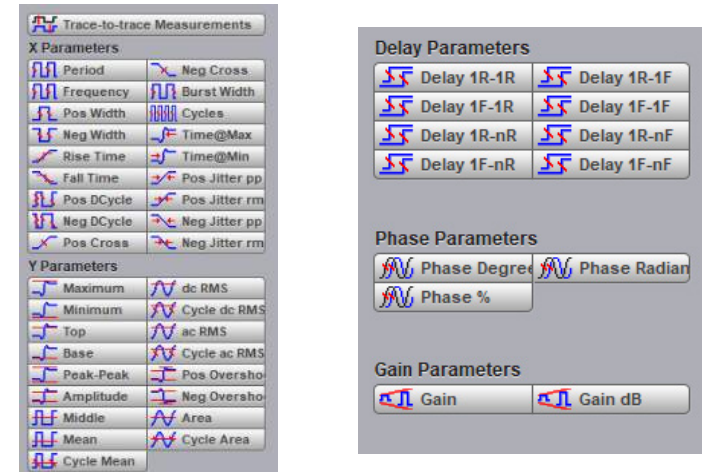 Trace-to-trace Measurements
X Parameters
Period Neg Cross
Frequency Burst Width
Pos Width Cycles
Neg Width Time@Max
Rise Time Time@Min
Fall Time Pos Jitter pp
Pos DCycle Pos Jitter rm
Neg DCycle Neg Jitter pp
Pos Cross Neg Jitter rm
Y Parameters
Maximum dc RMS
Minimum Cycle dc RMS
Top ac RMS
Base Cycle ac RMS
Peak-Peak Pos Oversho
Amplitude Neg Oversho
Middle Area
Mean Cycle Area
Cycle Mean
Delay Parameters
Delay 1R-1R Delay 1R-1F
Delay 1F-1R Delay 1F-1F
Delay 1R-nR Delay 1R-nF
Delay 1F-nR Delay 1F-nF
Phase Parameters
Phase Degree Phase Radian
Phase %
Gain Parameters
Gain Gain dB